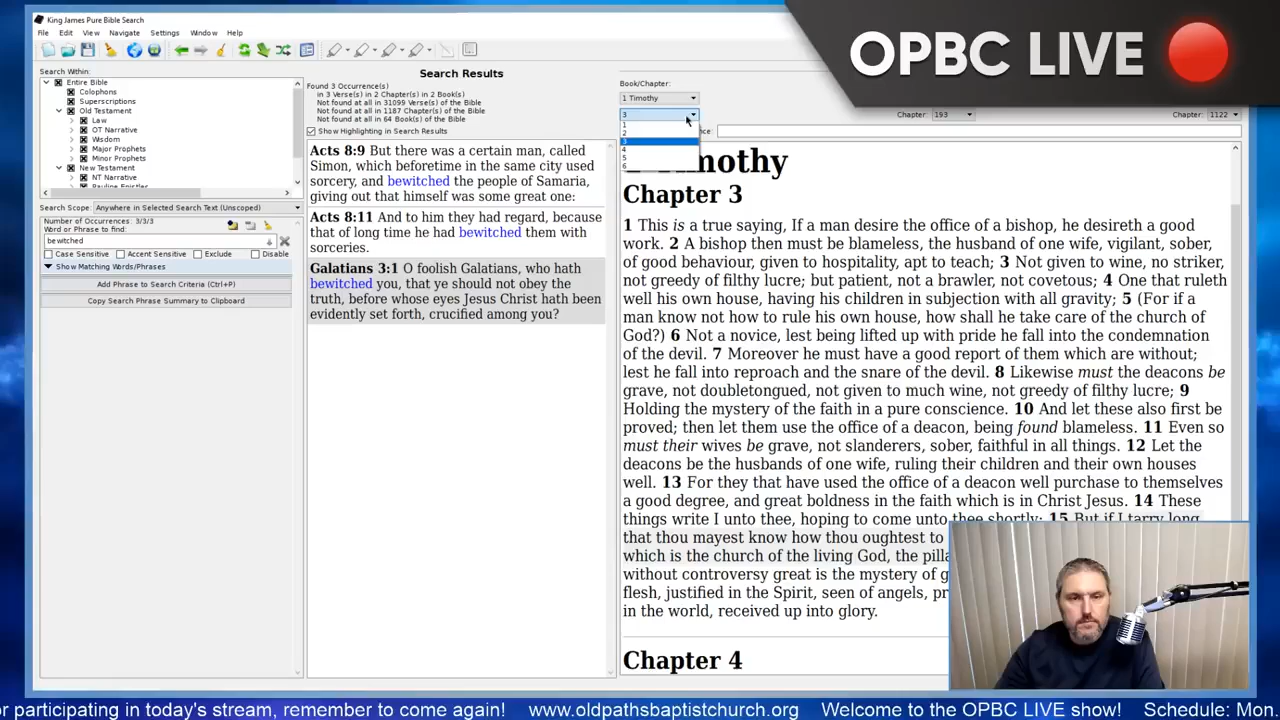 King James Pure Bible Search
OPBC LIVE
File Edit View Navigate Settings Window Help
Search Within:
Entire Bible
Colophons
Superscriptions
Old Testament
Law
OT Narrative
Wisdom
Major Prophets
Minor Prophets
New Testament
NT Narrative
Pauline Epistles
Search Scope: Anywhere in Selected Search Text (Unscoped)
Number of Occurrences: 3/3/3
Word or Phrase to find:
bewitched
Case Sensitive Accent Sensitive Exclude Disable
Show Matching Words/Phrases
Add Phrase to Search Criteria (Ctrl+P)
Copy Search Phrase Summary to Clipboard
Search Results
Found 3 Occurrence(s)
in 3 Verse(s) in 2 Chapter(s) in 2 Book(s)
Not found at all in 31099 Verse(s) of the Bible
Not found at all in 1187 Chapter(s) of the Bible
Not found at all in 64 Book(s) of the Bible
Show Highlighting in Search Results
Acts 8:9 But there was a certain man, called
Simon, which beforetime in the same city used
sorcery, and bewitched the people of Samaria,
giving out that himself was some great one:
Acts 8:11 And to him they had regard, because
that of long time he had bewitched them with
sorceries.
Galatians 3:1 O foolish Galatians, who hath
bewitched you, that ye should not obey the
truth, before whose eyes Jesus Christ hath been
evidently set forth, crucified among you?
Book/Chapter:
1 Timothy
3
Chapter: 193
Chapter: 1122
1
2
3
4
5
6
Chapter 3
1 This is a true saying, If a man desire the office of a bishop, he desireth a good
work. 2 A bishop then must be blameless, the husband of one wife, vigilant, sober,
of good behaviour, given to hospitality, apt to teach; 3 Not given to wine, no striker,
not greedy of filthy lucre; but patient, not a brawler, not covetous; 4 One that ruleth
well his own house, having his children in subjection with all gravity; 5 (For if a
man know not how to rule his own house, how shall he take care of the church of
God?) 6 Not a novice, lest being lifted up with pride he fall into the condemnation
of the devil. 7 Moreover he must have a good report of them which are without;
lest he fall into reproach and the snare of the devil. 8 Likewise must the deacons be
grave, not doubletongued, not given to much wine, not greedy of filthy lucre; 9
Holding the mystery of the faith in a pure conscience. 10 And let these also first be
proved; then let them use the office of a deacon, being found blameless. 11 Even so
must their wives be grave, not slanderers, sober, faithful in all things. 12 Let the
deacons be the husbands of one wife, ruling their children and their own houses
well. 13 For they that have used the office of a deacon well purchase to themselves
a good degree, and great boldness in the faith which is in Christ Jesus. 14 These
things write I unto thee, hoping to come unto thee shortly: 15 But if I tarry long,
that thou mayest know how thou oughtest to
which is the church of the living God, the
without controversy great is the mystery of
flesh, justified in the Spirit, seen of angels,
in the world, received up into glory.
Chapter 4
participating in today's stream, remember to come again! www.oldpathsbaptistchurch.org Welcome to the OPBC LIVE show! Schedule: Mon.